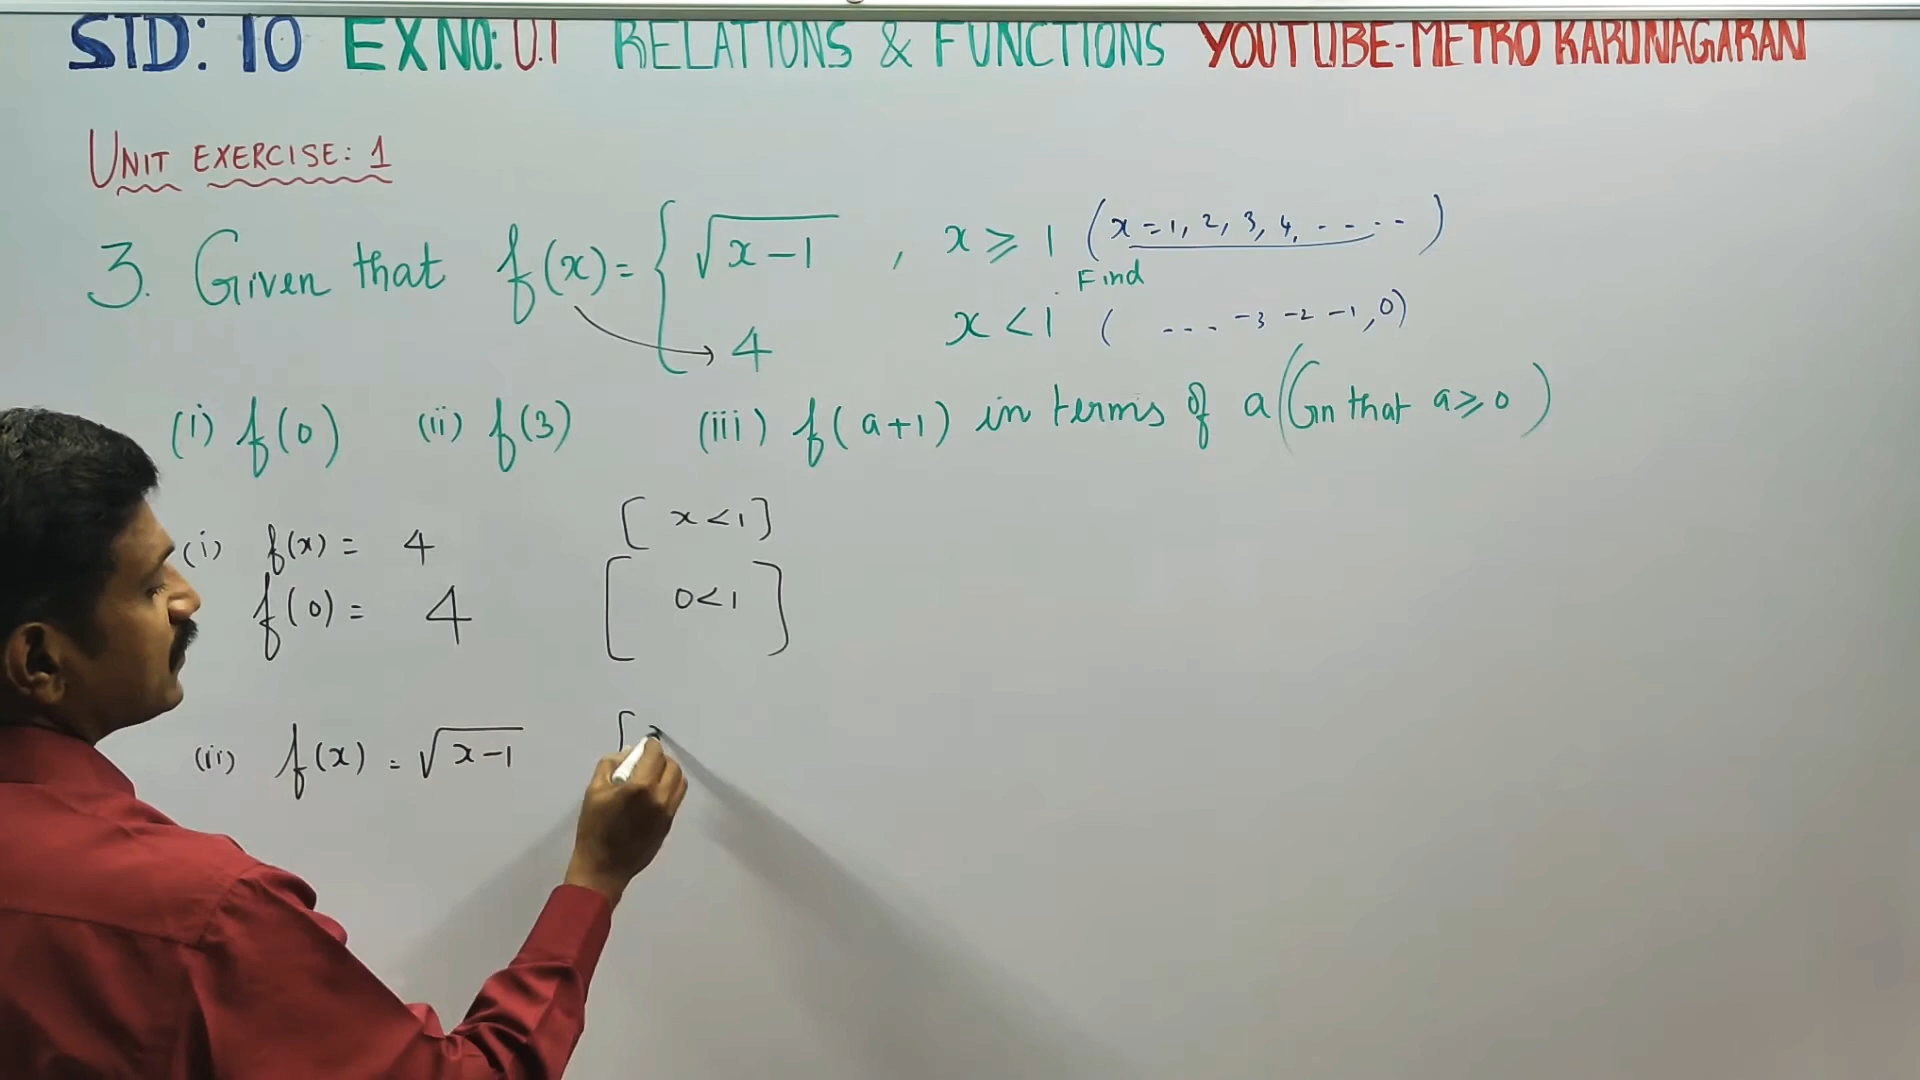 STD: 10 EX NO: U.1 RELATIONS & FUNCTIONS YOUTUBE-METRO KARUNAGARAN
UNIT EXERCISE: 1
3. Given that f(x) = { √(x-1) , x ⩾ 1 (x = 1, 2, 3, 4, - - - - -)
Find
4 x < 1 ( - - - -3 -2 -1, 0)
(i) f(0) (ii) f(3) (iii) f(a+1) in terms of a (Gn that a ⩾ 0)
(i) f(x) = 4 [x < 1]
f(0) = 4 [0 < 1]
(ii) f(x) = √(x-1) [